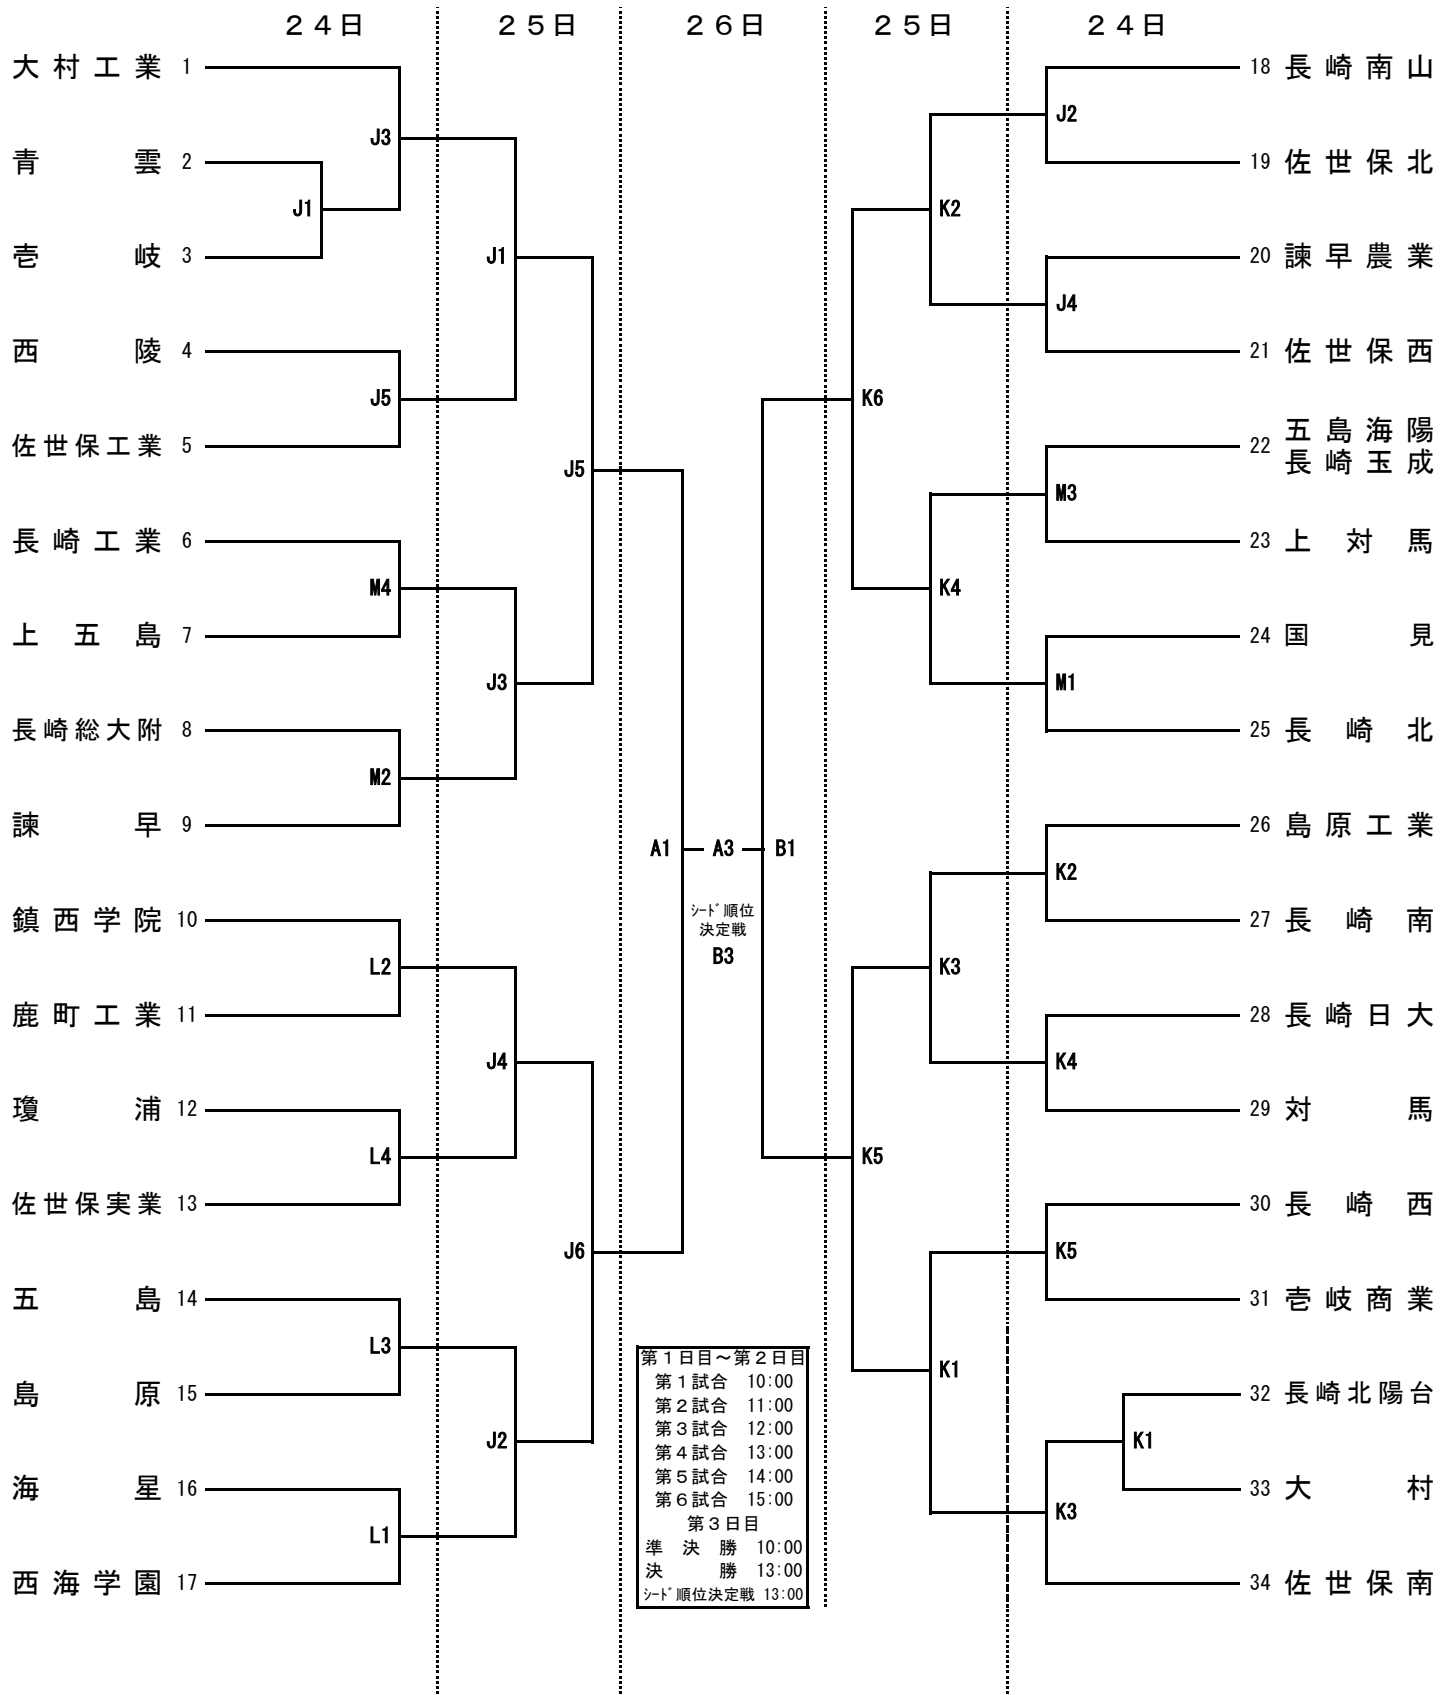 ２４日 ２５日 ２６日 ２５日 ２４日
大村工業 1
J3
青雲 2
J1
壱岐 3
J1
西陵 4
J5
佐世保工業 5
J5
長崎工業 6
M4
上五島 7
J3
長崎総大附 8
M2
諫早 9
A1 A3 B1
ｼｰﾄﾞ順位
決定戦
B3
鎮西学院 10
L2
鹿町工業 11
J4
瓊浦 12
L4
佐世保実業 13
J6
五島 14
L3
島原 15
J2
海星 16
L1
西海学園 17
第１日目～第２日目
第１試合 10:00
第２試合 11:00
第３試合 12:00
第４試合 13:00
第５試合 14:00
第６試合 15:00
第３日目
準決勝 10:00
決勝 13:00
ｼｰﾄﾞ順位決定戦 13:00
18 長崎南山
J2
19 佐世保北
K2
20 諫早農業
J4
21 佐世保西
K6
22 五島海陽
長崎玉成
M3
23 上対馬
K4
24 国見
M1
25 長崎北
26 島原工業
K2
27 長崎南
K3
28 長崎日大
K4
29 対馬
K5
30 長崎西
K5
31 壱岐商業
K1
32 長崎北陽台
K1
33 大村
K3
34 佐世保南